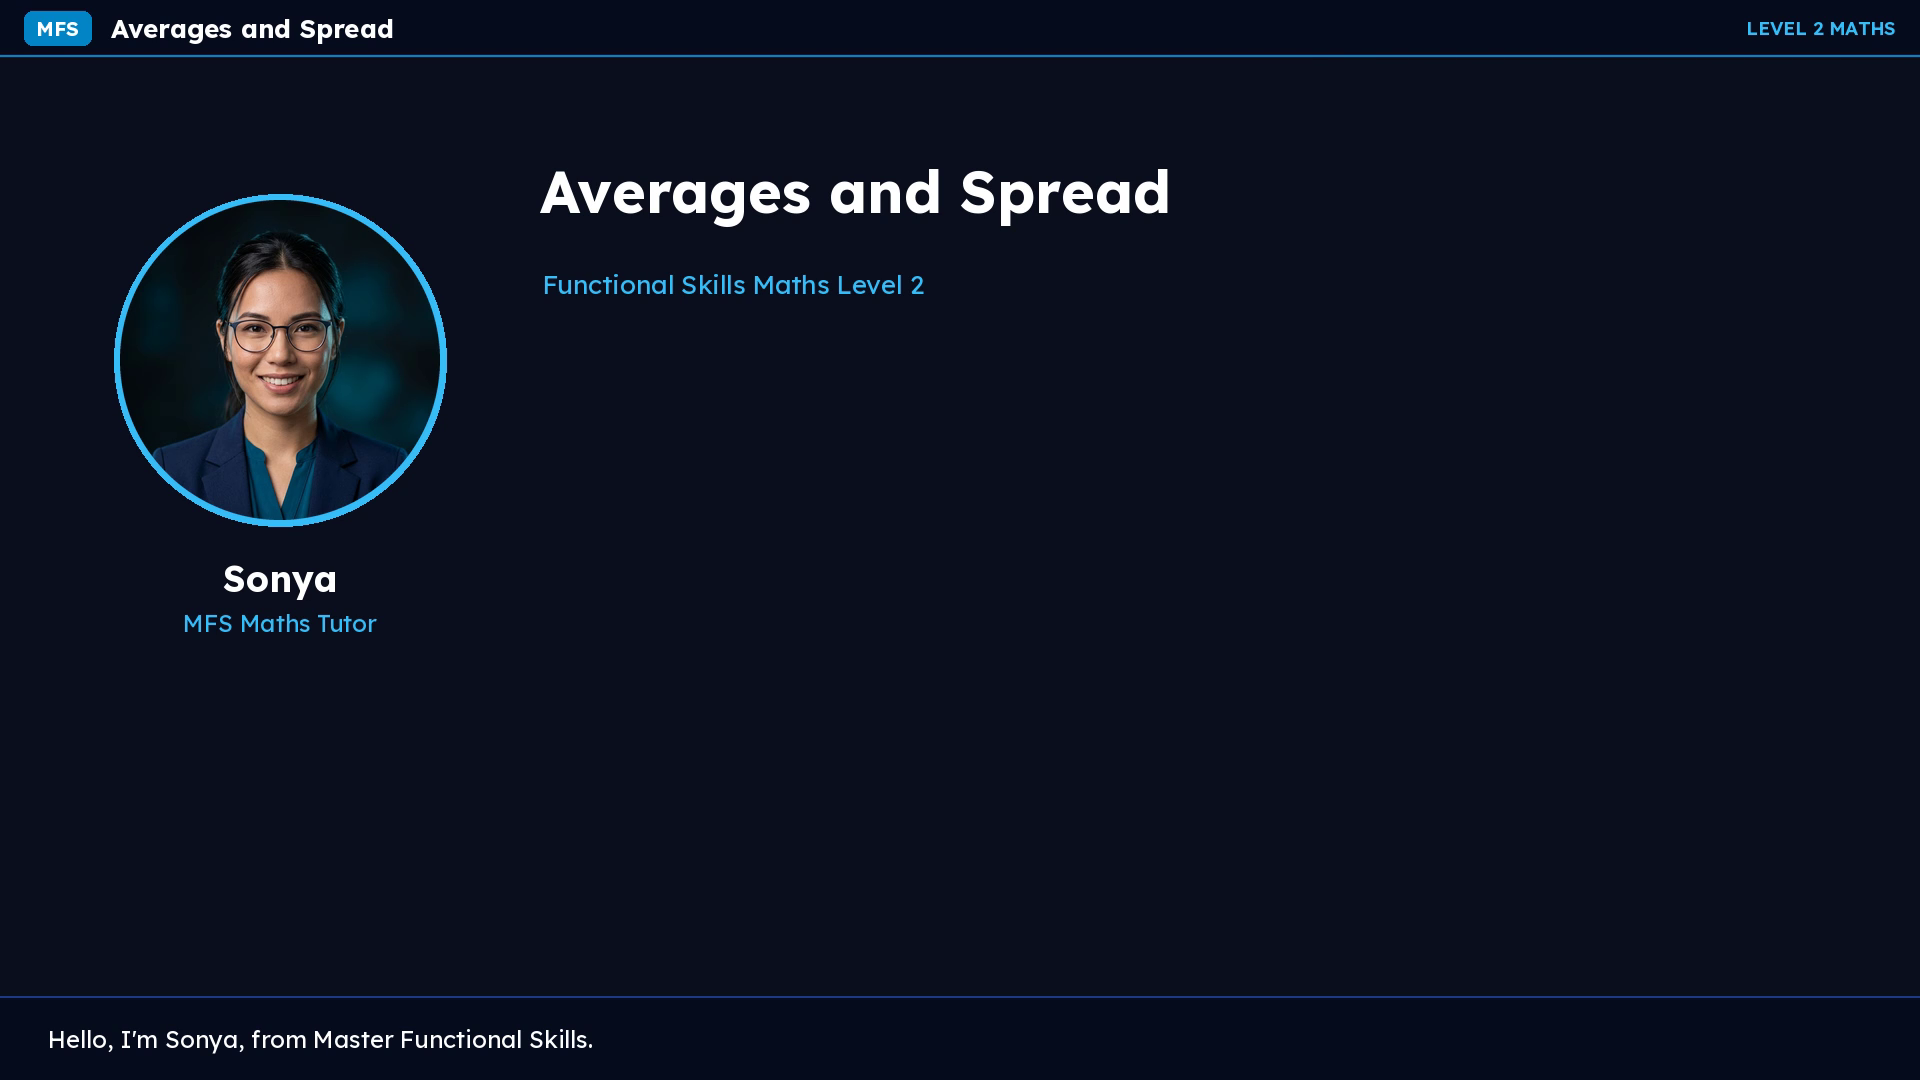 MFS
Averages and Spread
LEVEL 2 MATHS
Averages and Spread
Functional Skills Maths Level 2
Sonya
MFS Maths Tutor
Hello, I'm Sonya, from Master Functional Skills.